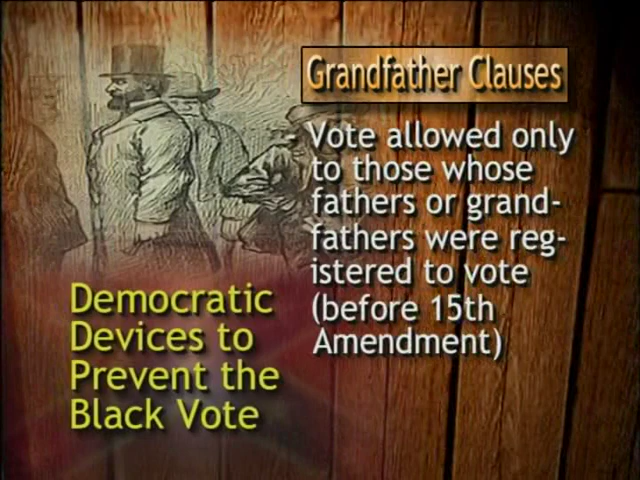 Grandfather Clauses
Vote allowed only
to those whose
fathers or grand-
fathers were reg-
istered to vote
(before 15th
Amendment)
Democratic
Devices to
Prevent the
Black Vote